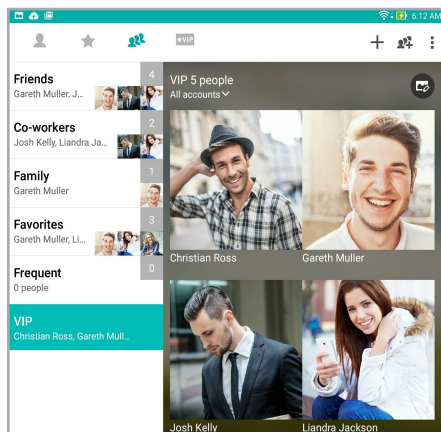 6:12 AM
VIP
Friends
4
Gareth Muller, J...
Co-workers
2
Josh Kelly, Liandra Ja...
Family
1
Gareth Muller
Favorites
3
Gareth Muller, Li...
Frequent
0
0 people
VIP
Christian Ross, Gareth Mull...
VIP 5 people
All accounts
Christian Ross
Gareth Muller
Josh Kelly
Liandra Jackson